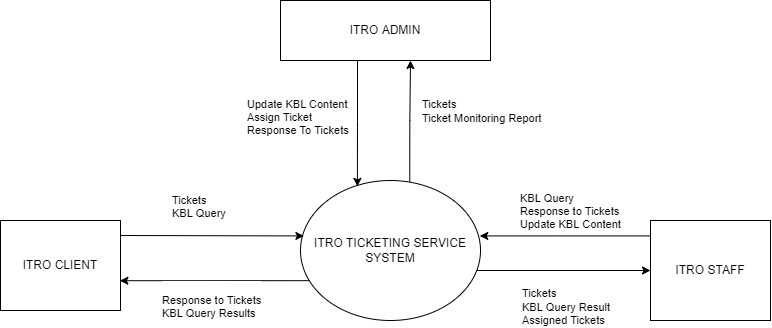 ITRO ADMIN
Update KBL Content
Assign Ticket
Response To Tickets
Tickets
Ticket Monitoring Report
Tickets
KBL Query
KBL Query
Response to Tickets
Update KBL Content
ITRO CLIENT
ITRO TICKETING SERVICE
SYSTEM
ITRO STAFF
Response to Tickets
KBL Query Results
Tickets
KBL Query Result
Assigned Tickets